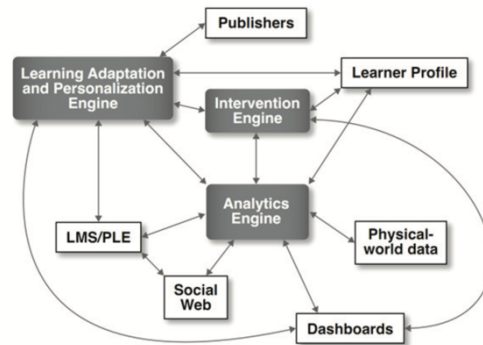 Publishers
Learning Adaptation
and Personalization
Engine
Learner Profile
Intervention
Engine
Analytics
Engine
LMS/PLE
Physical-
world data
Social
Web
Dashboards